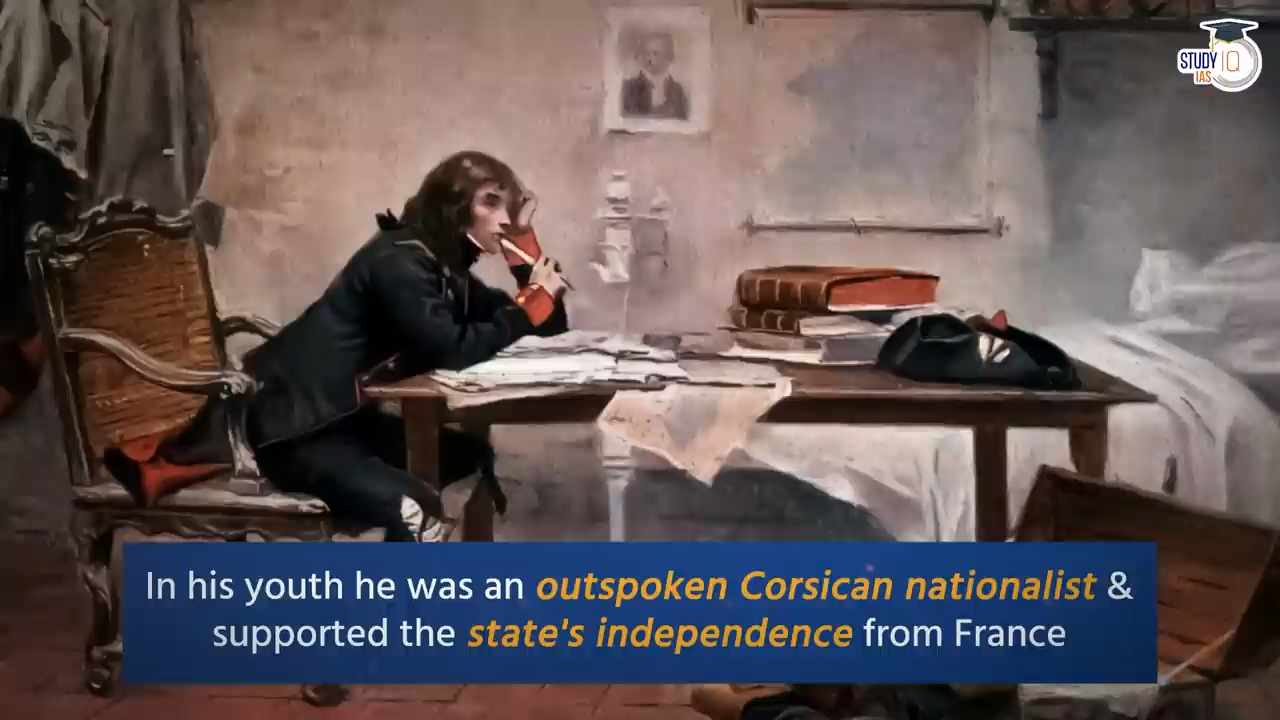 STUDY IQ
IAS
In his youth he was an outspoken Corsican nationalist &
supported the state's independence from France